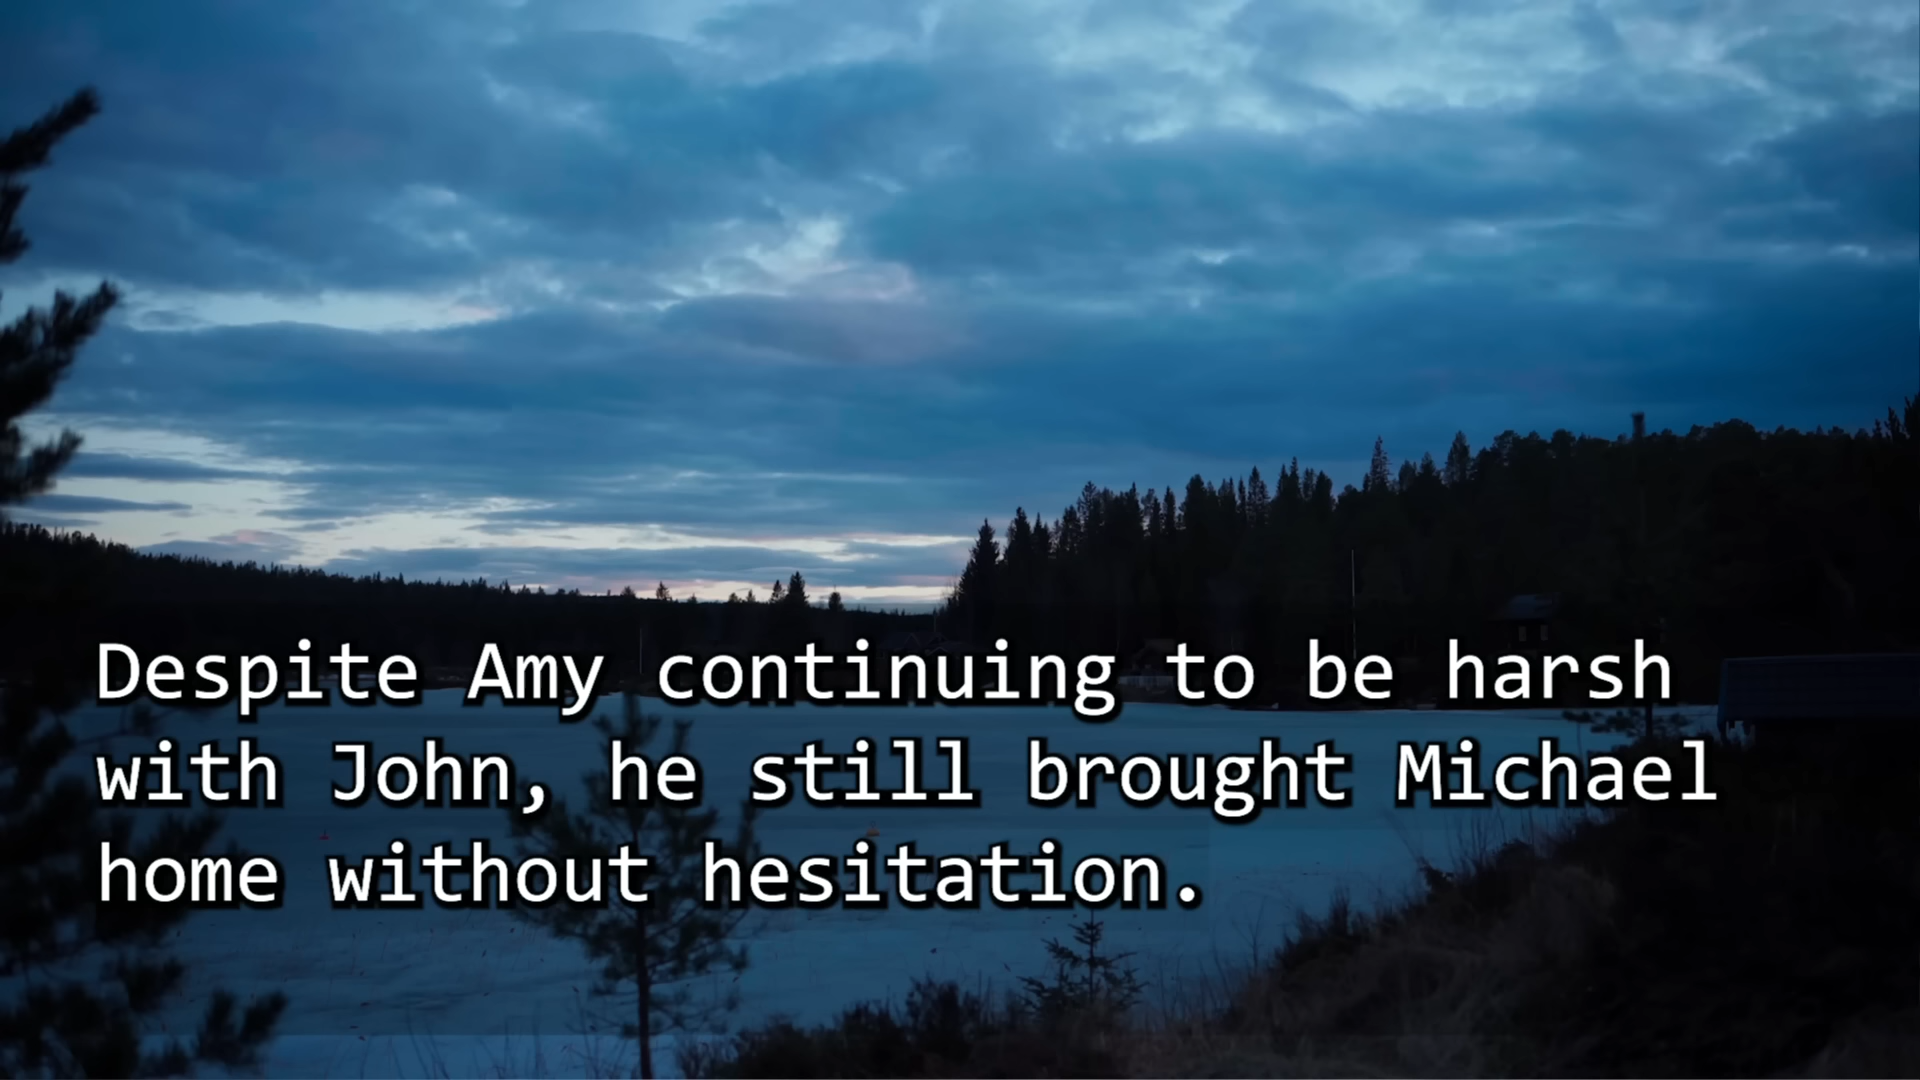 Despite Amy continuing to be harsh
with John, he still brought Michael
home without hesitation.